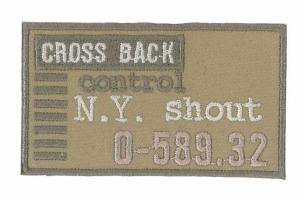 CROSS BACK
control
N.Y. shout
0-589.32